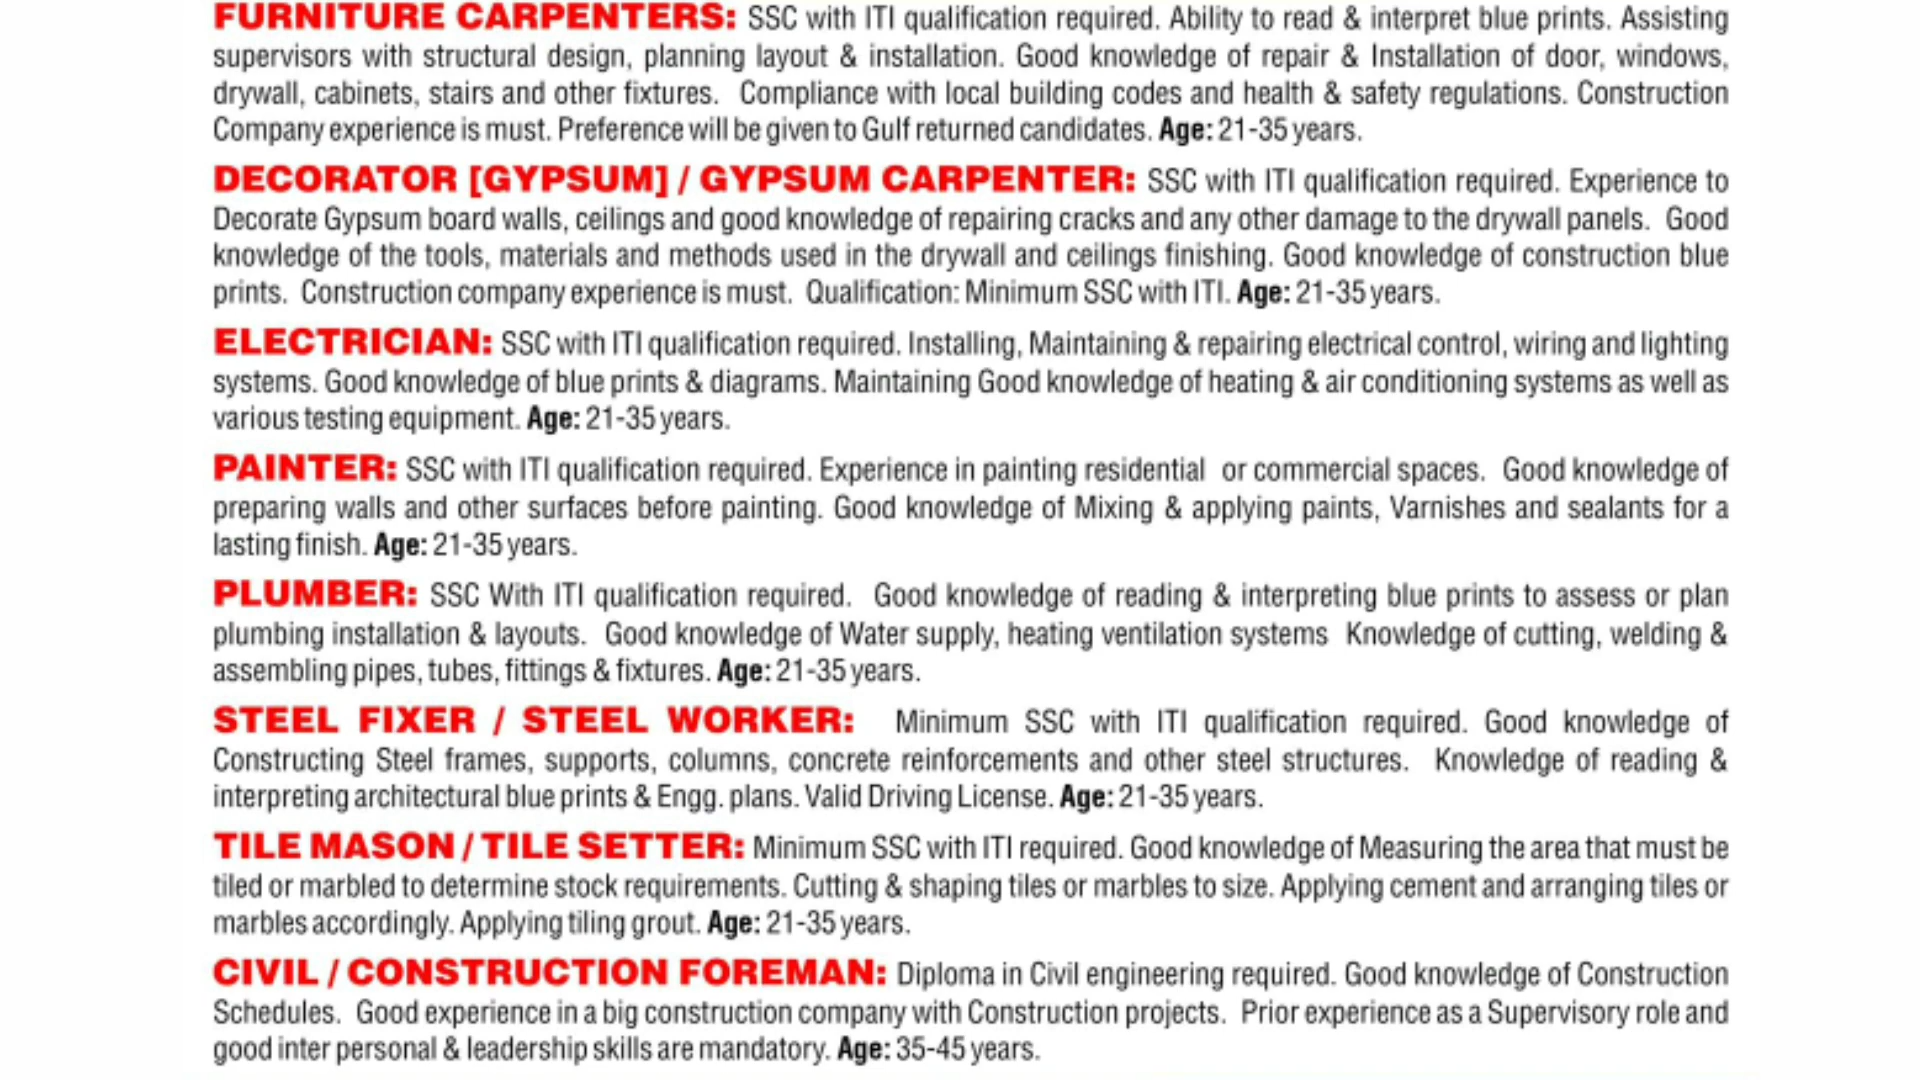 FURNITURE CARPENTERS: SSC with ITI qualification required. Ability to read & interpret blue prints. Assisting
supervisors with structural design, planning layout & installation. Good knowledge of repair & Installation of door, windows,
drywall, cabinets, stairs and other fixtures. Compliance with local building codes and health & safety regulations. Construction
Company experience is must. Preference will be given to Gulf returned candidates. Age: 21-35 years.
DECORATOR [GYPSUM] / GYPSUM CARPENTER: SSC with ITI qualification required. Experience to
Decorate Gypsum board walls, ceilings and good knowledge of repairing cracks and any other damage to the drywall panels. Good
knowledge of the tools, materials and methods used in the drywall and ceilings finishing. Good knowledge of construction blue
prints. Construction company experience is must. Qualification: Minimum SSC with ITI. Age: 21-35 years.
ELECTRICIAN: SSC with ITI qualification required. Installing, Maintaining & repairing electrical control, wiring and lighting
systems. Good knowledge of blue prints & diagrams. Maintaining Good knowledge of heating & air conditioning systems as well as
various testing equipment. Age: 21-35 years.
PAINTER: SSC with ITI qualification required. Experience in painting residential or commercial spaces. Good knowledge of
preparing walls and other surfaces before painting. Good knowledge of Mixing & applying paints, Varnishes and sealants for a
lasting finish. Age: 21-35 years.
PLUMBER: SSC With ITI qualification required. Good knowledge of reading & interpreting blue prints to assess or plan
plumbing installation & layouts. Good knowledge of Water supply, heating ventilation systems Knowledge of cutting, welding &
assembling pipes, tubes, fittings & fixtures. Age: 21-35 years.
STEEL FIXER / STEEL WORKER: Minimum SSC with ITI qualification required. Good knowledge of
Constructing Steel frames, supports, columns, concrete reinforcements and other steel structures. Knowledge of reading &
interpreting architectural blue prints & Engg. plans. Valid Driving License. Age: 21-35 years.
TILE MASON / TILE SETTER: Minimum SSC with ITI required. Good knowledge of Measuring the area that must be
tiled or marbled to determine stock requirements. Cutting & shaping tiles or marbles to size. Applying cement and arranging tiles or
marbles accordingly. Applying tiling grout. Age: 21-35 years.
CIVIL / CONSTRUCTION FOREMAN: Diploma in Civil engineering required. Good knowledge of Construction
Schedules. Good experience in a big construction company with Construction projects. Prior experience as a Supervisory role and
good inter personal & leadership skills are mandatory. Age: 35-45 years.